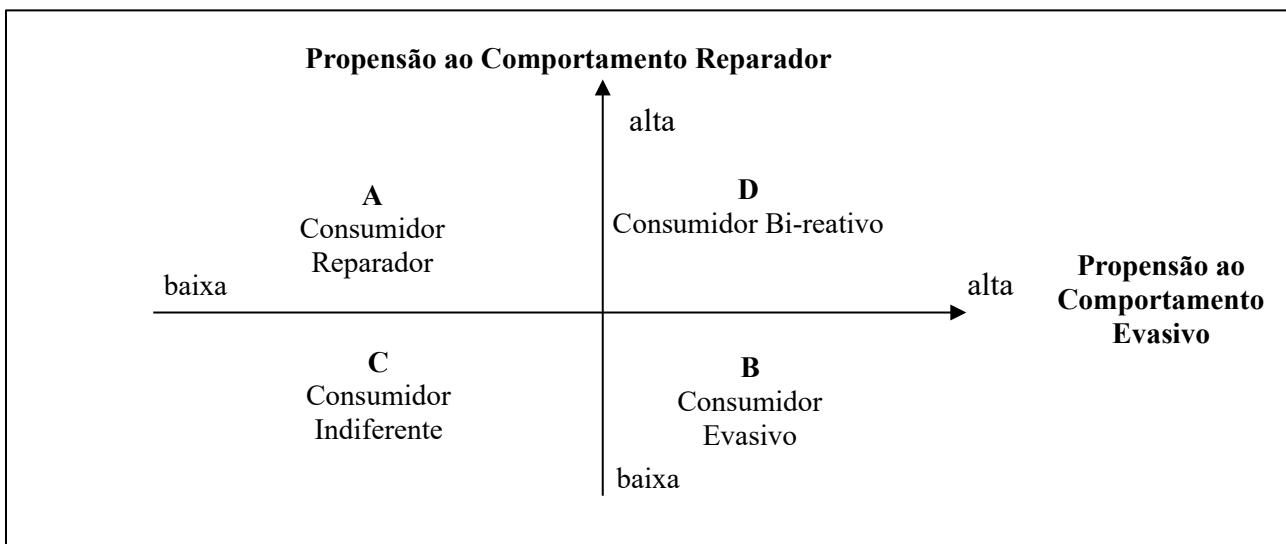 Propensão ao Comportamento Reparador
alta
A
Consumidor
Reparador
D
Consumidor Bi-reativo
baixa
alta
Propensão ao
Comportamento
Evasivo
C
Consumidor
Indiferente
B
Consumidor
Evasivo
baixa